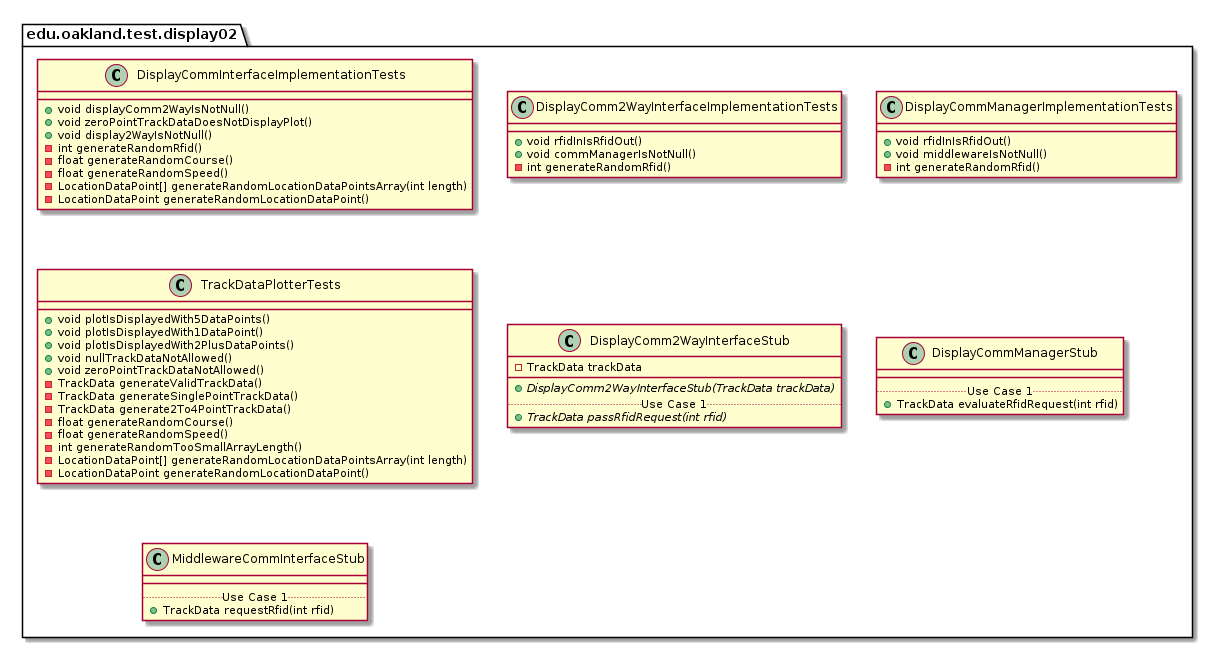 edu.oakland.test.display02
C DisplayCommInterfaceImplementationTests
void displayComm2WayIsNotNull()
void zeroPointTrackDataDoesNotDisplayPlot()
void display2WayIsNotNull()
int generateRandomRfid()
float generateRandomCourse()
float generateRandomSpeed()
LocationDataPoint[] generateRandomLocationDataPointsArray(int length)
LocationDataPoint generateRandomLocationDataPoint()
C DisplayComm2WayInterfaceImplementationTests
void rfidInIsRfidOut()
void commManagerIsNotNull()
int generateRandomRfid()
C DisplayCommManagerImplementationTests
void rfidInIsRfidOut()
void middlewareIsNotNull()
int generateRandomRfid()
C TrackDataPlotterTests
void plotIsDisplayedWith5DataPoints()
void plotIsDisplayedWith1DataPoint()
void plotIsDisplayedWith2PlusDataPoints()
void nullTrackDataNotAllowed()
void zeroPointTrackDataNotAllowed()
TrackData generateValidTrackData()
TrackData generateSinglePointTrackData()
TrackData generate2To4PointTrackData()
float generateRandomCourse()
float generateRandomSpeed()
int generateRandomTooSmallArrayLength()
LocationDataPoint[] generateRandomLocationDataPointsArray(int length)
LocationDataPoint generateRandomLocationDataPoint()
C DisplayComm2WayInterfaceStub
TrackData trackData
DisplayComm2WayInterfaceStub(TrackData trackData)
Use Case 1
TrackData passRfidRequest(int rfid)
C DisplayCommManagerStub
Use Case 1
TrackData evaluateRfidRequest(int rfid)
C MiddlewareCommInterfaceStub
Use Case 1
TrackData requestRfid(int rfid)